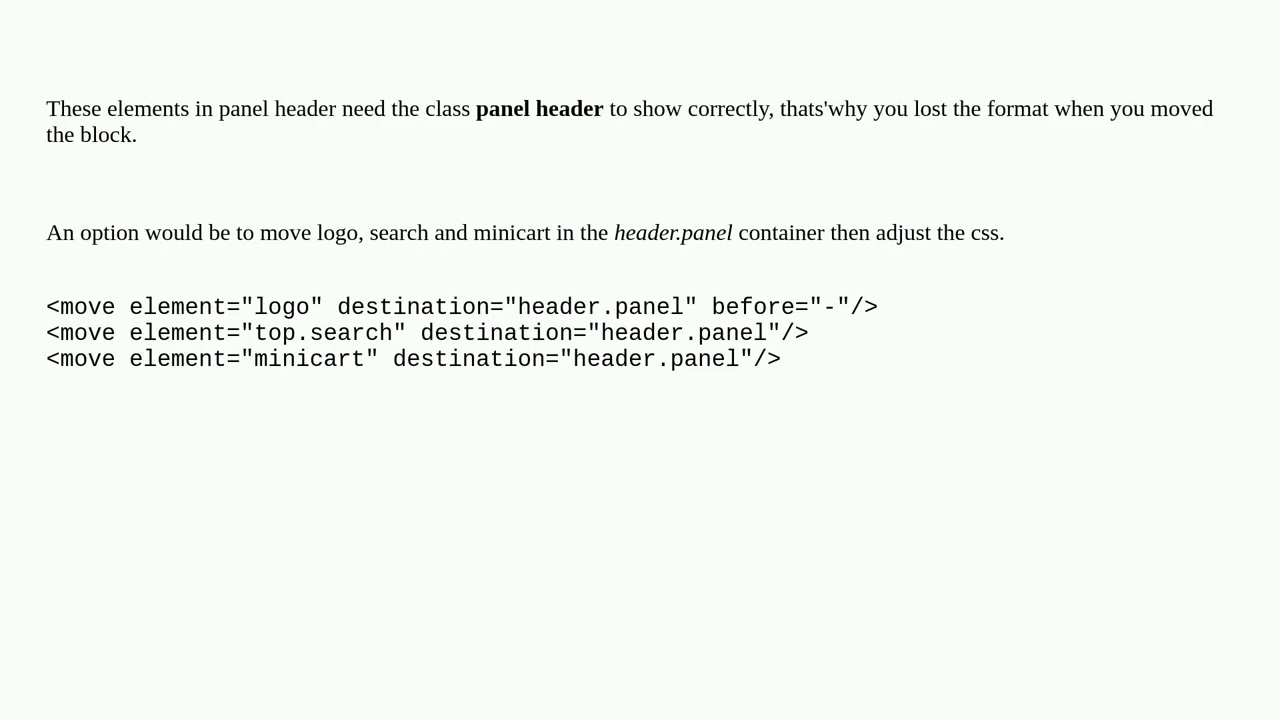 These elements in panel header need the class panel header to show correctly, thats'why you lost the format when you moved
the block.
An option would be to move logo, search and minicart in the header.panel container then adjust the css.
<move element="logo" destination="header.panel" before="-"/>
<move element="top.search" destination="header.panel"/>
<move element="minicart" destination="header.panel"/>